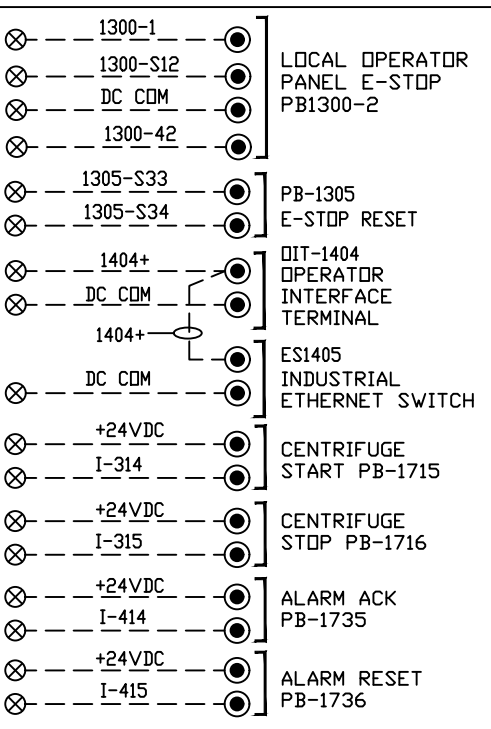 1300-1
1300-S12
DC COM
1300-42
LOCAL OPERATOR
PANEL E-STOP
PB1300-2
1305-S33
1305-S34
PB-1305
E-STOP RESET
1404+
DC COM
OIT-1404
OPERATOR
INTERFACE
TERMINAL
1404+
DC COM
ES1405
INDUSTRIAL
ETHERNET SWITCH
+24VDC
I-314
CENTRIFUGE
START PB-1715
+24VDC
I-315
CENTRIFUGE
STOP PB-1716
+24VDC
I-414
ALARM ACK
PB-1735
+24VDC
I-415
ALARM RESET
PB-1736